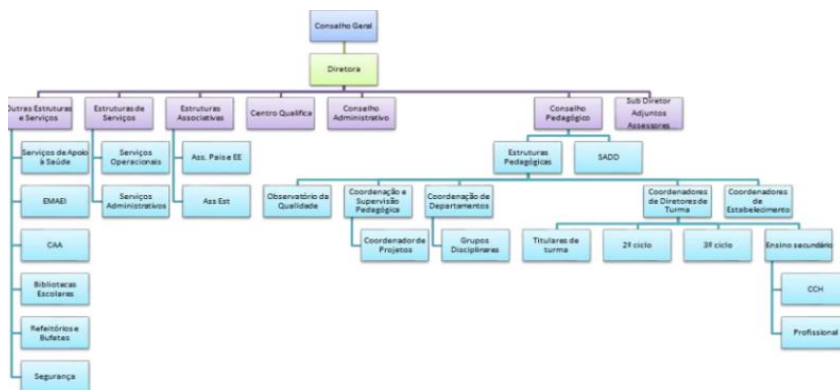 Conselho Geral
Diretora
Outras Estruturas
e Serviços
Estruturas de
Serviços
Estruturas
Associativas
Centro Qualifica
Conselho
Administrativo
Conselho
Pedagógico
Sub Diretor
Adjuntos
Assessores
Serviços de Apoio
à Saúde
Serviços
Operacionais
Ass. Pais e EE
Estruturas
Pedagógicas
SADD
EMAEI
Serviços
Administrativos
Ass Est
Observatório da
Qualidade
Coordenação e
Supervisão
Pedagógica
Coordenação de
Departamentos
Coordenadores
de Diretores de
Turma
Coordenadores
de
Estabelecimento
CAA
Coordenador de
Projetos
Grupos
Disciplinares
Titulares de
turma
2º ciclo
3º ciclo
Ensino secundário
Bibliotecas
Escolares
CCH
Refeitórios e
Bufetes
Profissional
Segurança